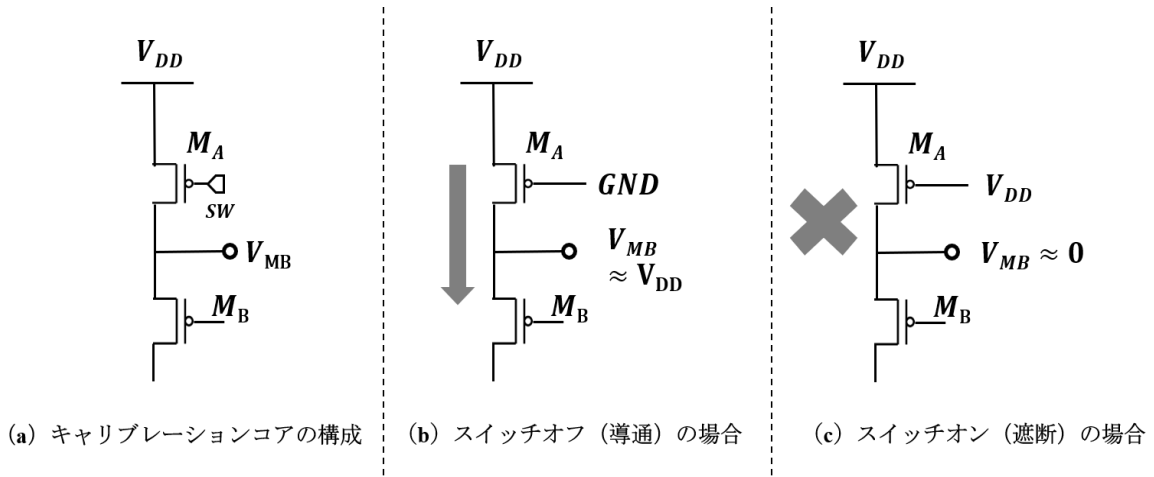 V_DD
M_A
SW
V_MB
M_B
(a) キャリブレーションコアの構成
V_DD
M_A
GND
V_MB
≈ V_DD
M_B
(b) スイッチオフ（導通）の場合
V_DD
M_A
V_DD
V_MB ≈ 0
M_B
(c) スイッチオン（遮断）の場合